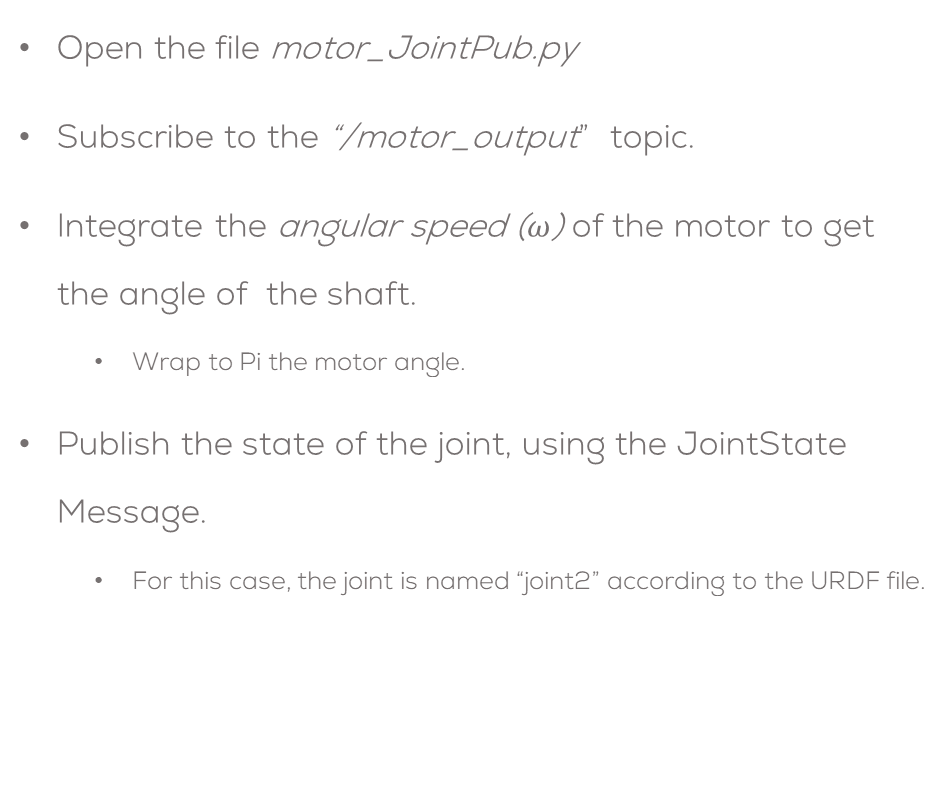 • Open the file motor_JointPub.py
• Subscribe to the “/motor_output” topic.
• Integrate the angular speed (ω) of the motor to get
the angle of the shaft.
• Wrap to Pi the motor angle.
• Publish the state of the joint, using the JointState
Message.
• For this case, the joint is named “joint2” according to the URDF file.